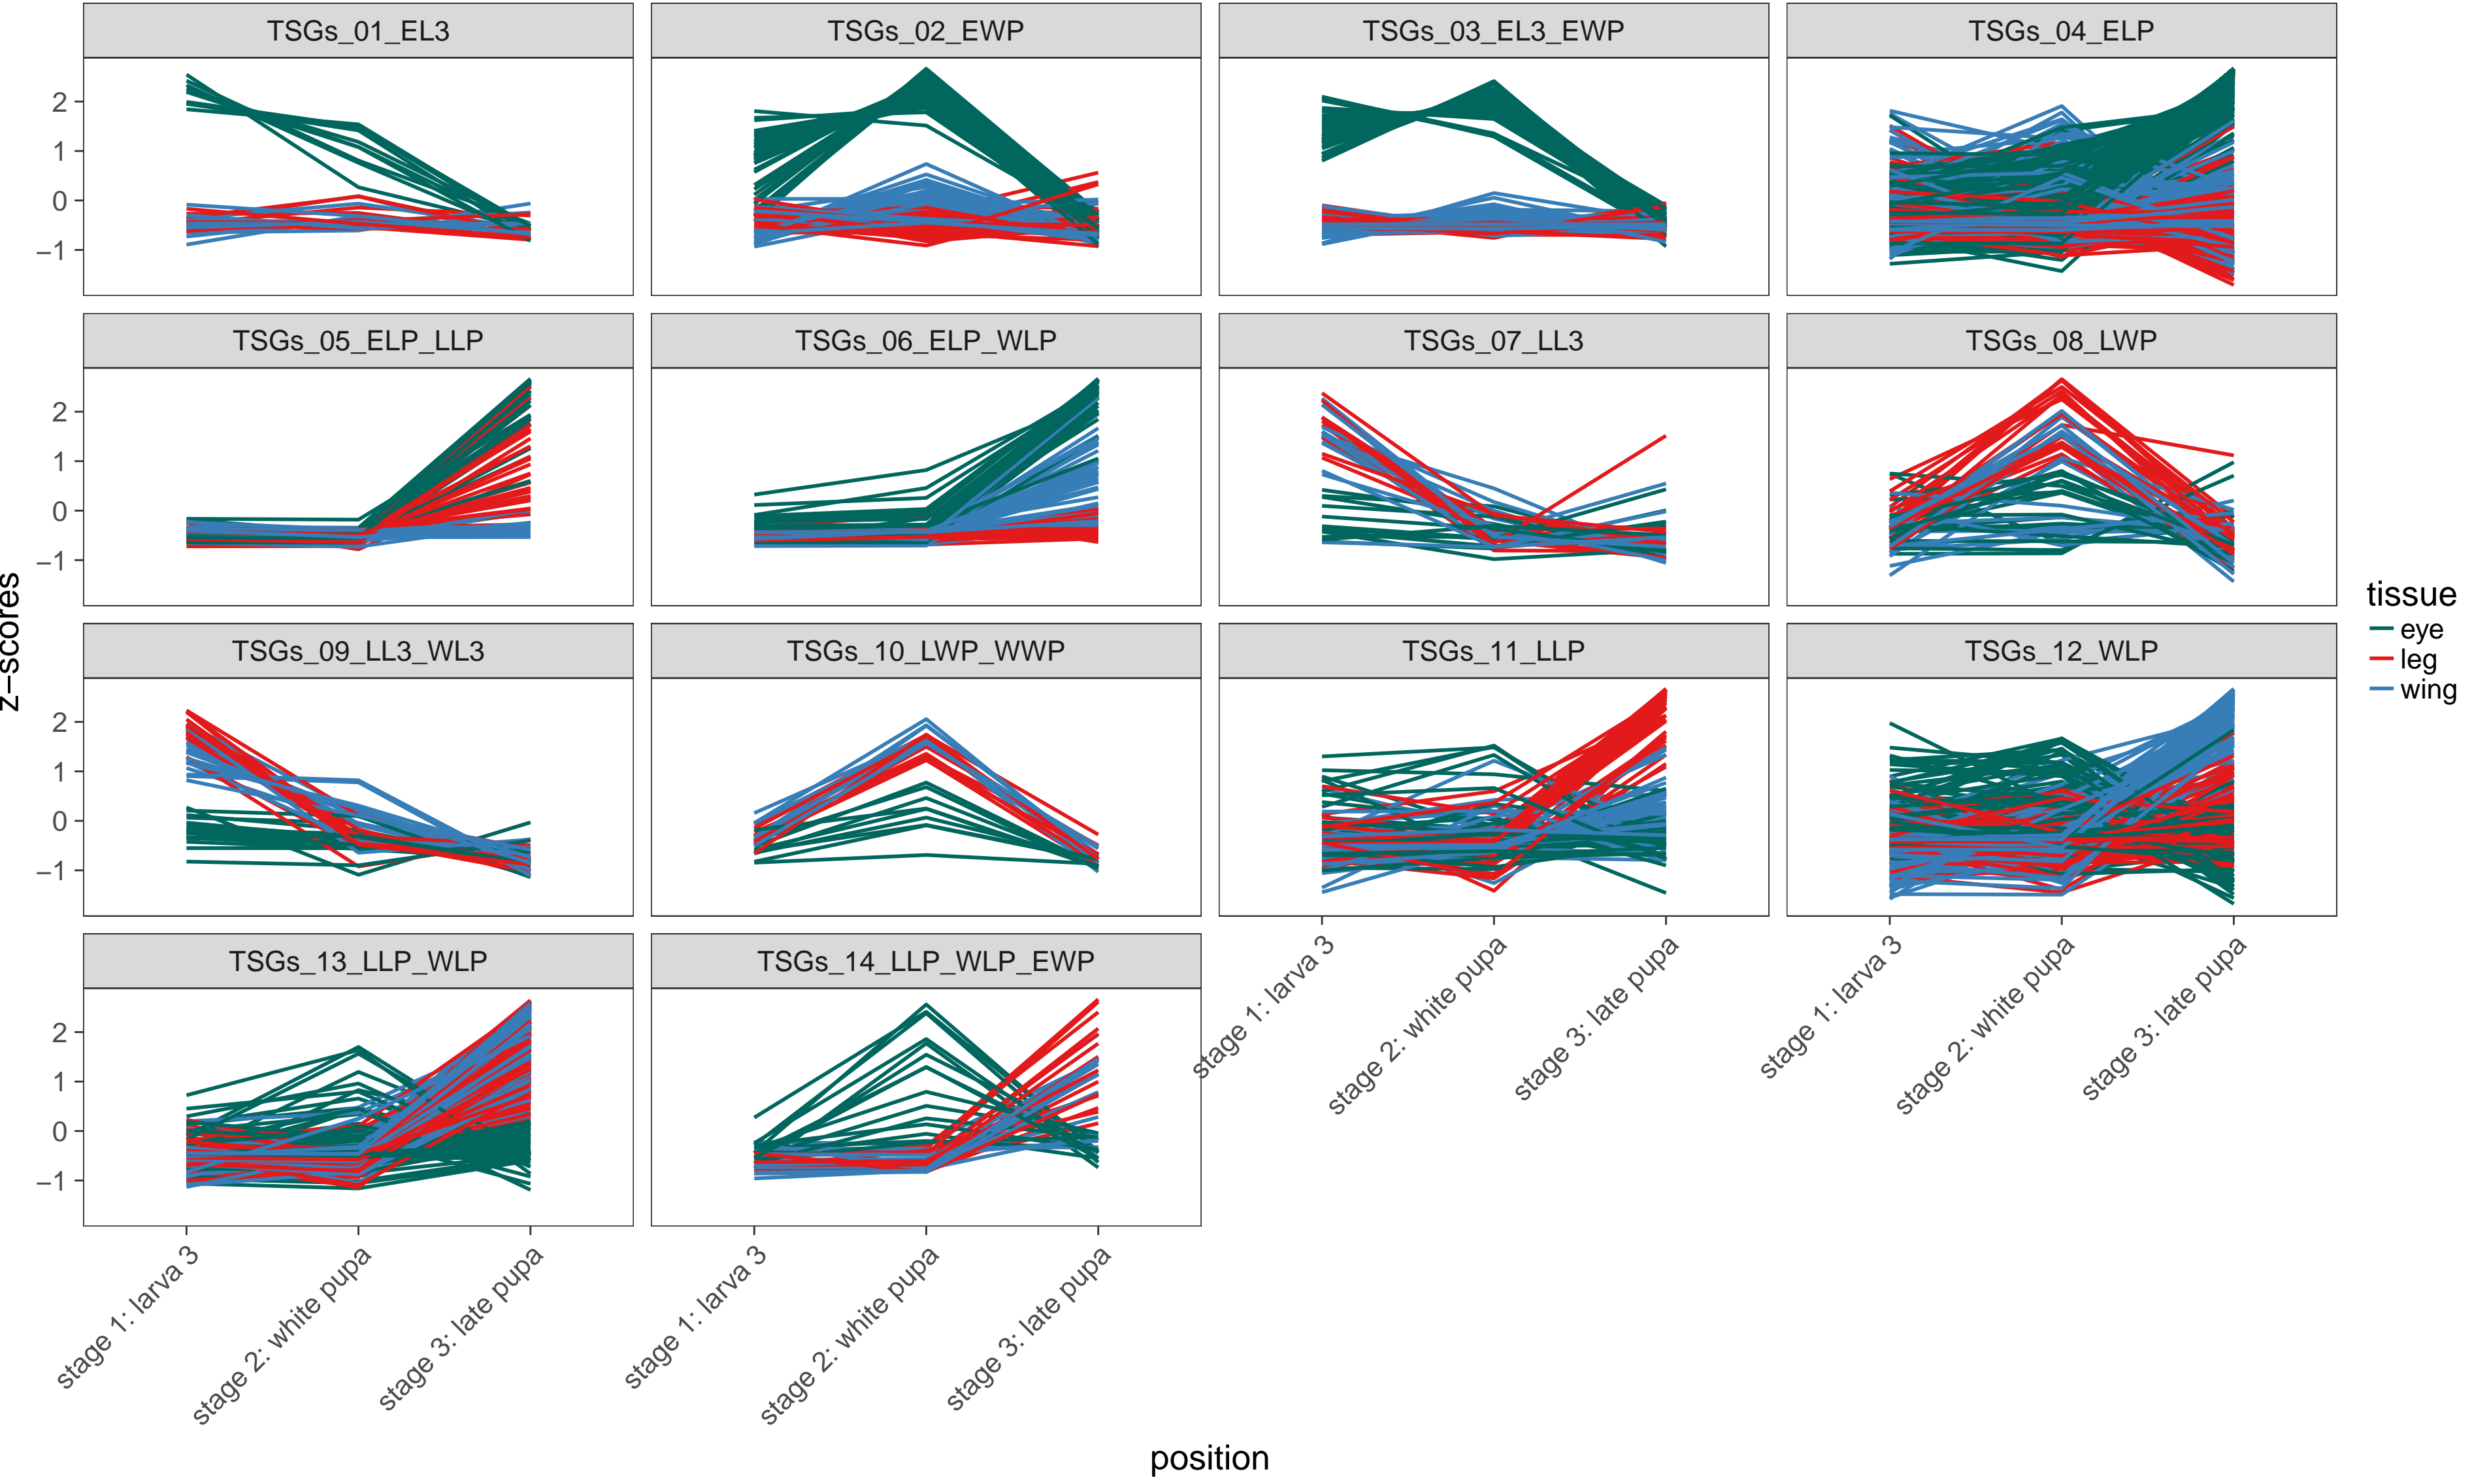 TSGs_01_EL3
TSGs_02_EWP
TSGs_03_EL3_EWP
TSGs_04_ELP
2
1
0
−1
TSGs_05_ELP_LLP
TSGs_06_ELP_WLP
TSGs_07_LL3
TSGs_08_LWP
2
1
0
−1
TSGs_09_LL3_WL3
TSGs_10_LWP_WWP
TSGs_11_LLP
TSGs_12_WLP
2
1
0
−1
stage 1: larva 3
stage 2: white pupa
stage 3: late pupa
stage 1: larva 3
stage 2: white pupa
stage 3: late pupa
TSGs_13_LLP_WLP
TSGs_14_LLP_WLP_EWP
2
1
0
−1
stage 1: larva 3
stage 2: white pupa
stage 3: late pupa
stage 1: larva 3
stage 2: white pupa
stage 3: late pupa
position
z−scores
tissue
eye
leg
wing